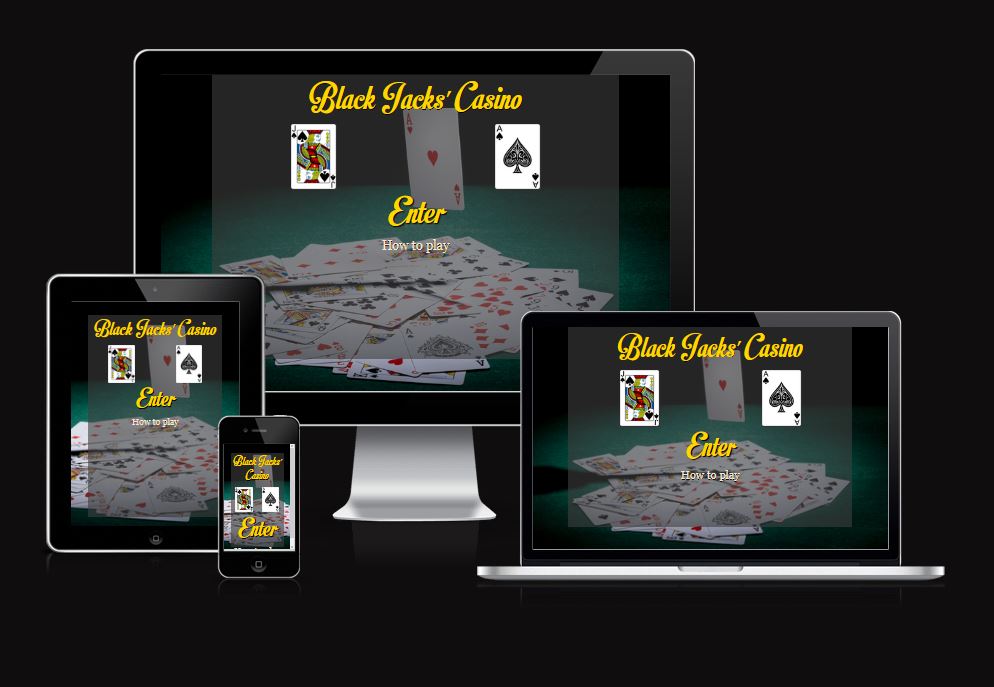 Black Jacks' Casino
J
A
A
Enter
How to play
Black Jacks' Casino
J
A
Enter
How to play
Black Jacks' Casino
Enter
How to play
Black Jacks'
Casino
Enter